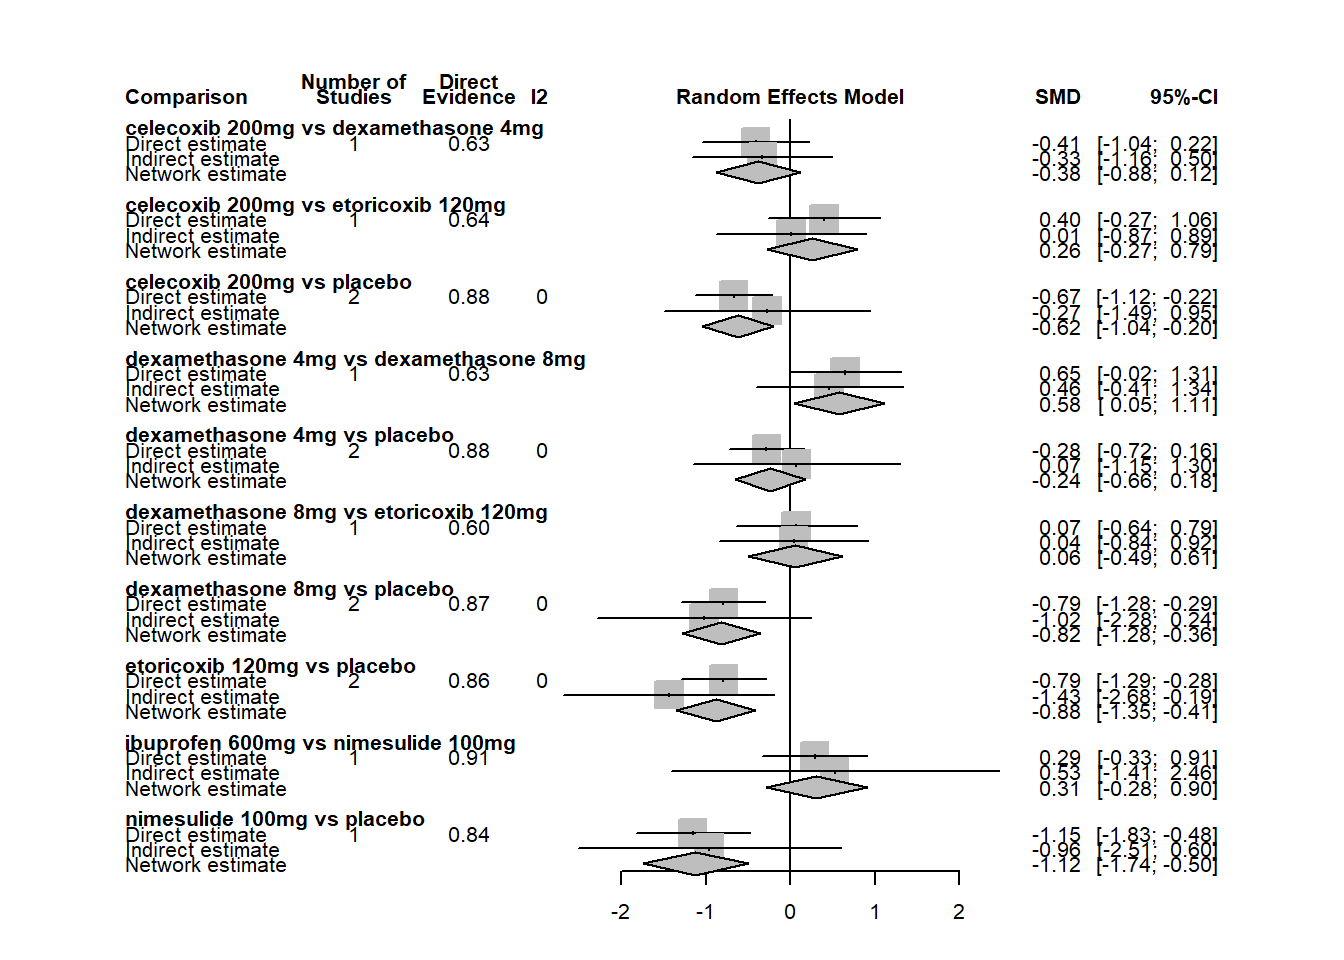 Number of Direct
Comparison Studies Evidence I2 Random Effects Model SMD 95%-CI
celecoxib 200mg vs dexamethasone 4mg
Direct estimate 1 0.63 -0.41 [-1.04; 0.22]
Indirect estimate -0.33 [-1.16; 0.50]
Network estimate -0.38 [-0.88; 0.12]
celecoxib 200mg vs etoricoxib 120mg
Direct estimate 1 0.64 0.40 [-0.27; 1.06]
Indirect estimate 0.01 [-0.87; 0.89]
Network estimate 0.26 [-0.27; 0.79]
celecoxib 200mg vs placebo
Direct estimate 2 0.88 0 -0.67 [-1.12; -0.22]
Indirect estimate -0.27 [-1.49; 0.95]
Network estimate -0.62 [-1.04; -0.20]
dexamethasone 4mg vs dexamethasone 8mg
Direct estimate 1 0.63 0.65 [-0.02; 1.31]
Indirect estimate 0.46 [-0.41; 1.34]
Network estimate 0.58 [ 0.05; 1.11]
dexamethasone 4mg vs placebo
Direct estimate 2 0.88 0 -0.28 [-0.72; 0.16]
Indirect estimate 0.07 [-1.15; 1.30]
Network estimate -0.24 [-0.66; 0.18]
dexamethasone 8mg vs etoricoxib 120mg
Direct estimate 1 0.60 0.07 [-0.64; 0.79]
Indirect estimate 0.04 [-0.84; 0.92]
Network estimate 0.06 [-0.49; 0.61]
dexamethasone 8mg vs placebo
Direct estimate 2 0.87 0 -0.79 [-1.28; -0.29]
Indirect estimate -1.02 [-2.28; 0.24]
Network estimate -0.82 [-1.28; -0.36]
etoricoxib 120mg vs placebo
Direct estimate 2 0.86 0 -0.79 [-1.29; -0.28]
Indirect estimate -1.43 [-2.68; -0.19]
Network estimate -0.88 [-1.35; -0.41]
ibuprofen 600mg vs nimesulide 100mg
Direct estimate 1 0.91 0.29 [-0.33; 0.91]
Indirect estimate 0.53 [-1.41; 2.46]
Network estimate 0.31 [-0.28; 0.90]
nimesulide 100mg vs placebo
Direct estimate 1 0.84 -1.15 [-1.83; -0.48]
Indirect estimate -0.96 [-2.51; 0.60]
Network estimate -1.12 [-1.74; -0.50]
-2 -1 0 1 2